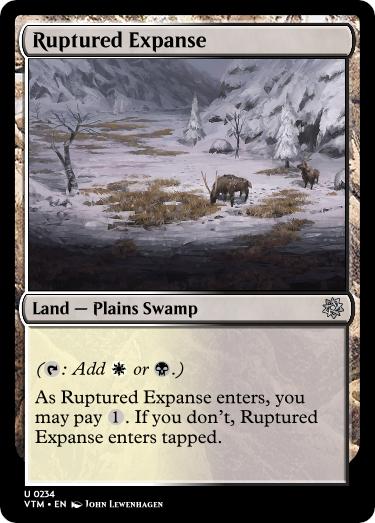 Ruptured Expanse
Land — Plains Swamp
(: Add or .)
As Ruptured Expanse enters, you
may pay 1. If you don't, Ruptured
Expanse enters tapped.
U 0234
VTM • EN John Lewenhagen